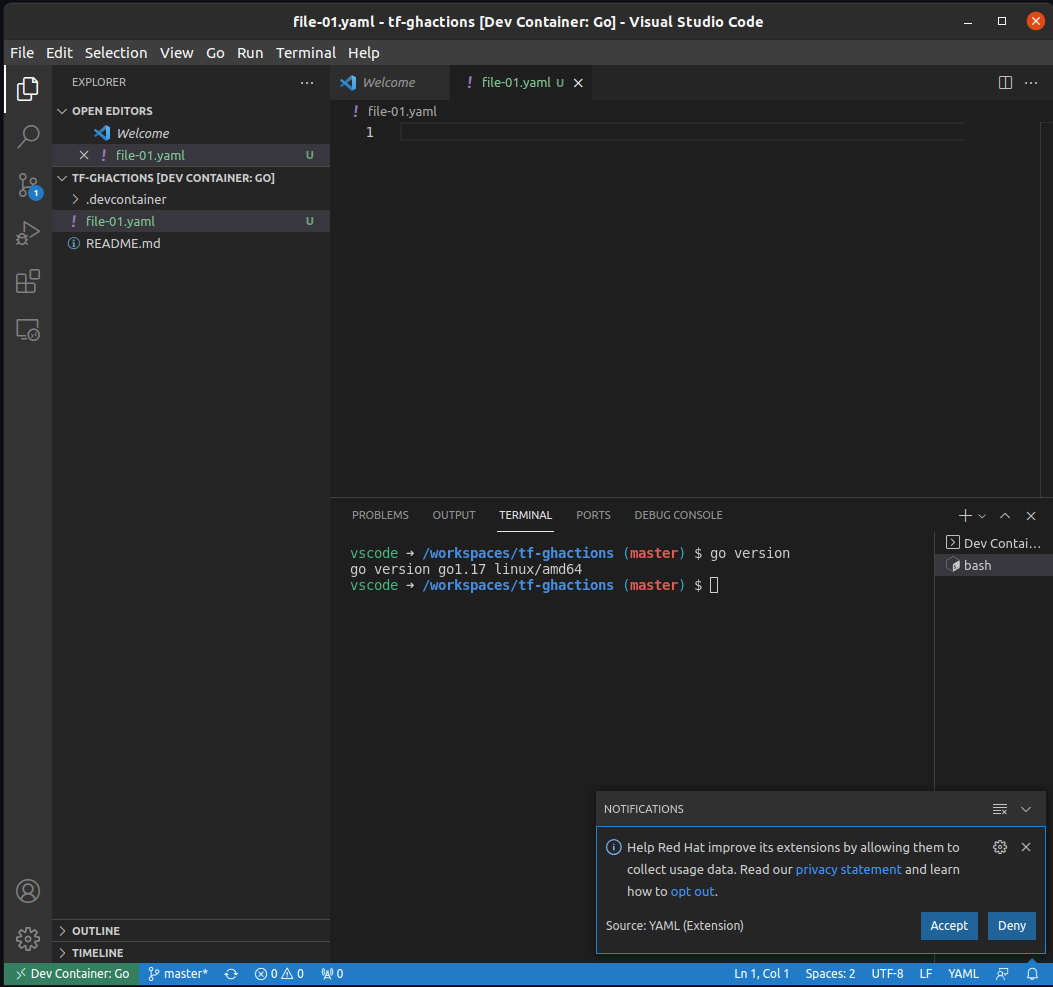 file-01.yaml - tf-ghactions [Dev Container: Go] - Visual Studio Code
File Edit Selection View Go Run Terminal Help
EXPLORER
OPEN EDITORS
Welcome
file-01.yaml U
TF-GHACTIONS [DEV CONTAINER: GO]
.devcontainer
! file-01.yaml U
README.md
OUTLINE
TIMELINE
1
Welcome
! file-01.yaml U
! file-01.yaml
1
PROBLEMS OUTPUT TERMINAL PORTS DEBUG CONSOLE
vscode → /workspaces/tf-ghactions (master) $ go version
go version go1.17 linux/amd64
vscode → /workspaces/tf-ghactions (master) $
Dev Contai...
bash
NOTIFICATIONS
Help Red Hat improve its extensions by allowing them to
collect usage data. Read our privacy statement and learn
how to opt out.
Source: YAML (Extension)
Accept Deny
Dev Container: Go master* 0 0 0 Ln 1, Col 1 Spaces: 2 UTF-8 LF YAML